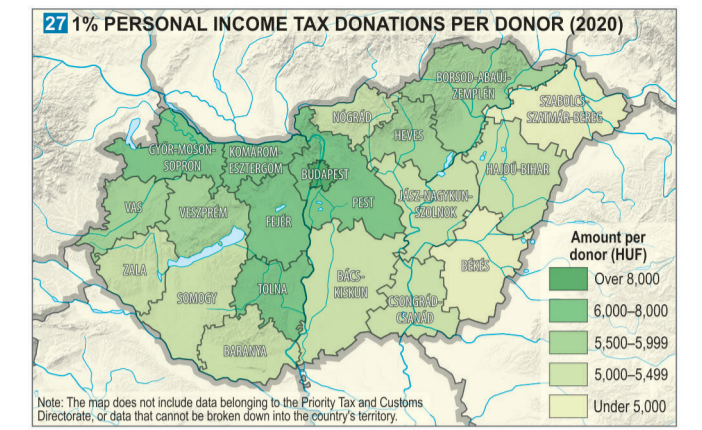 27 1% PERSONAL INCOME TAX DONATIONS PER DONOR (2020)
BORSOD-ABAÚJ-
ZEMPLÉN
SZABOLCS-
SZATMÁR-BEREG
NÓGRÁD
HEVES
GYŐR-MOSON-
SOPRON
KOMÁROM-
ESZTERGOM
BUDAPEST
HAJDÚ-BIHAR
PEST
JÁSZ-NAGYKUN-
SZOLNOK
VAS
VESZPRÉM
FEJÉR
ZALA
SOMOGY
TOLNA
BÁCS-
KISKUN
BÉKÉS
CSONGRÁD-
CSANÁD
BARANYA
Amount per
donor (HUF)
Over 8,000
6,000–8,000
5,500–5,999
5,000–5,499
Under 5,000
Note: The map does not include data belonging to the Priority Tax and Customs
Directorate, or data that cannot be broken down into the country's territory.